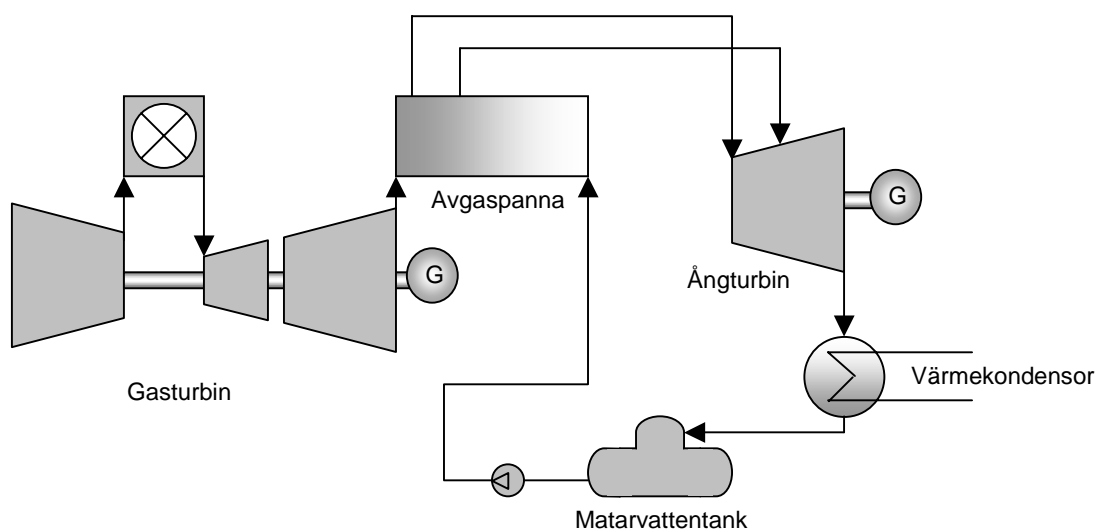 Avgaspanna
G
Ångturbin
G
Gasturbin
Värmekondensor
Matarvattentank